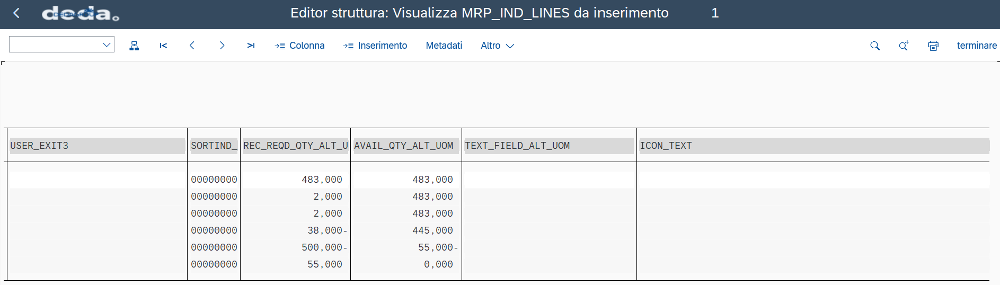 deda.
Editor struttura: Visualizza MRP_IND_LINES da inserimento 1
Colonna Inserimento Metadati Altro terminare
USER_EXIT3 SORTIND_ REC_REQD_QTY_ALT_U AVAIL_QTY_ALT_UOM TEXT_FIELD_ALT_UOM ICON_TEXT
00000000 483,000 483,000
00000000 2,000 483,000
00000000 2,000 483,000
00000000 38,000- 445,000
00000000 500,000- 55,000-
00000000 55,000 0,000